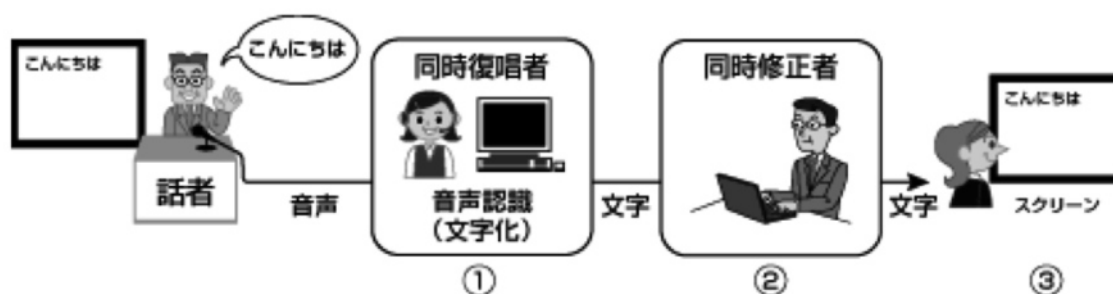 こんにちは
こんにちは
話者
音声
同時復唱者
音声認識
(文字化)
①
文字
同時修正者
②
文字
こんにちは
スクリーン
③